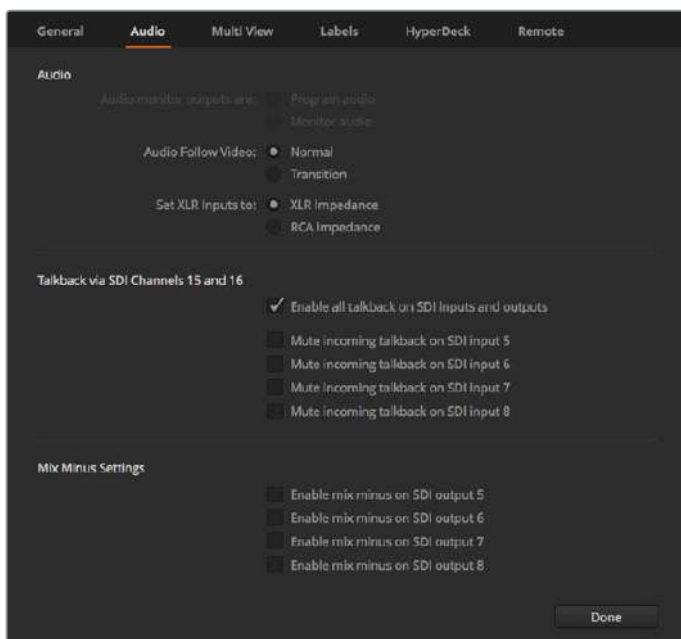 General Audio Multi View Labels HyperDeck Remote
Audio
Audio monitor outputs are: Program audio
Monitor audio
Audio Follow Video: Normal
Transition
Set XLR Inputs to: XLR Impedance
RCA Impedance
Talkback via SDI Channels 15 and 16
Enable all talkback on SDI Inputs and outputs
Mute incoming talkback on SDI input 5
Mute incoming talkback on SDI input 6
Mute incoming talkback on SDI input 7
Mute incoming talkback on SDI input 8
Mix Minus Settings
Enable mix minus on SDI output 5
Enable mix minus on SDI output 6
Enable mix minus on SDI output 7
Enable mix minus on SDI output 8
Done